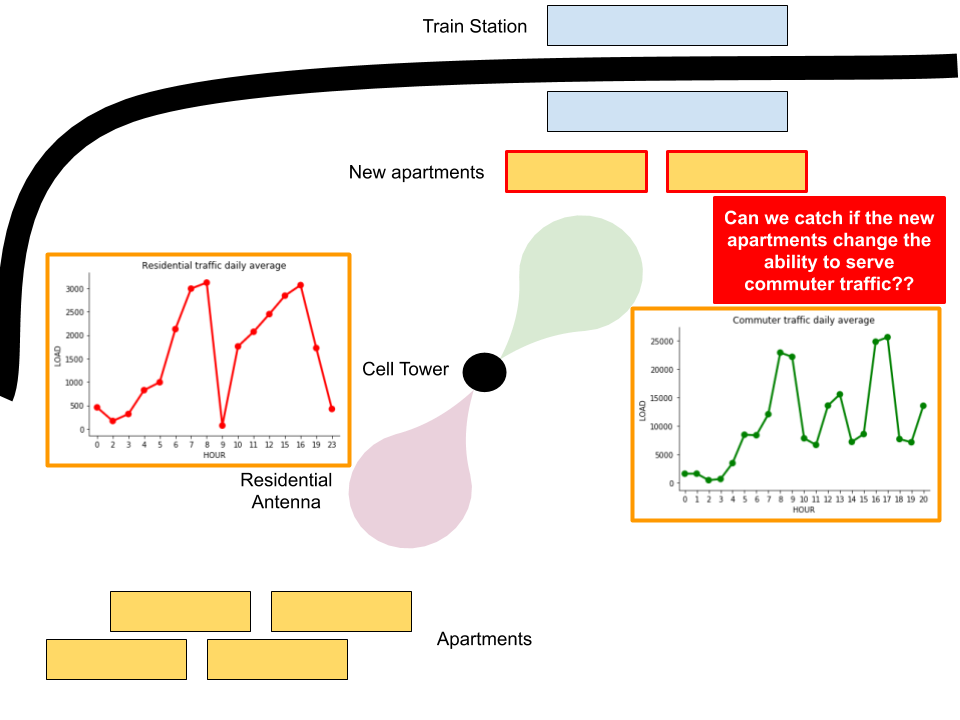 Train Station
New apartments
Can we catch if the new
apartments change the
ability to serve
commuter traffic??
Residential traffic daily average
3000
2500
2000
1500
1000
500
0
LOAD
0 2 3 4 5 6 7 8 9 10 11 12 15 16 19 23
HOUR
Cell Tower
Commuter traffic daily average
25000
20000
15000
10000
5000
0
LOAD
0 1 2 3 4 5 6 7 8 9 10 11 12 13 14 15 16 17 18 19 20
HOUR
Residential
Antenna
Apartments